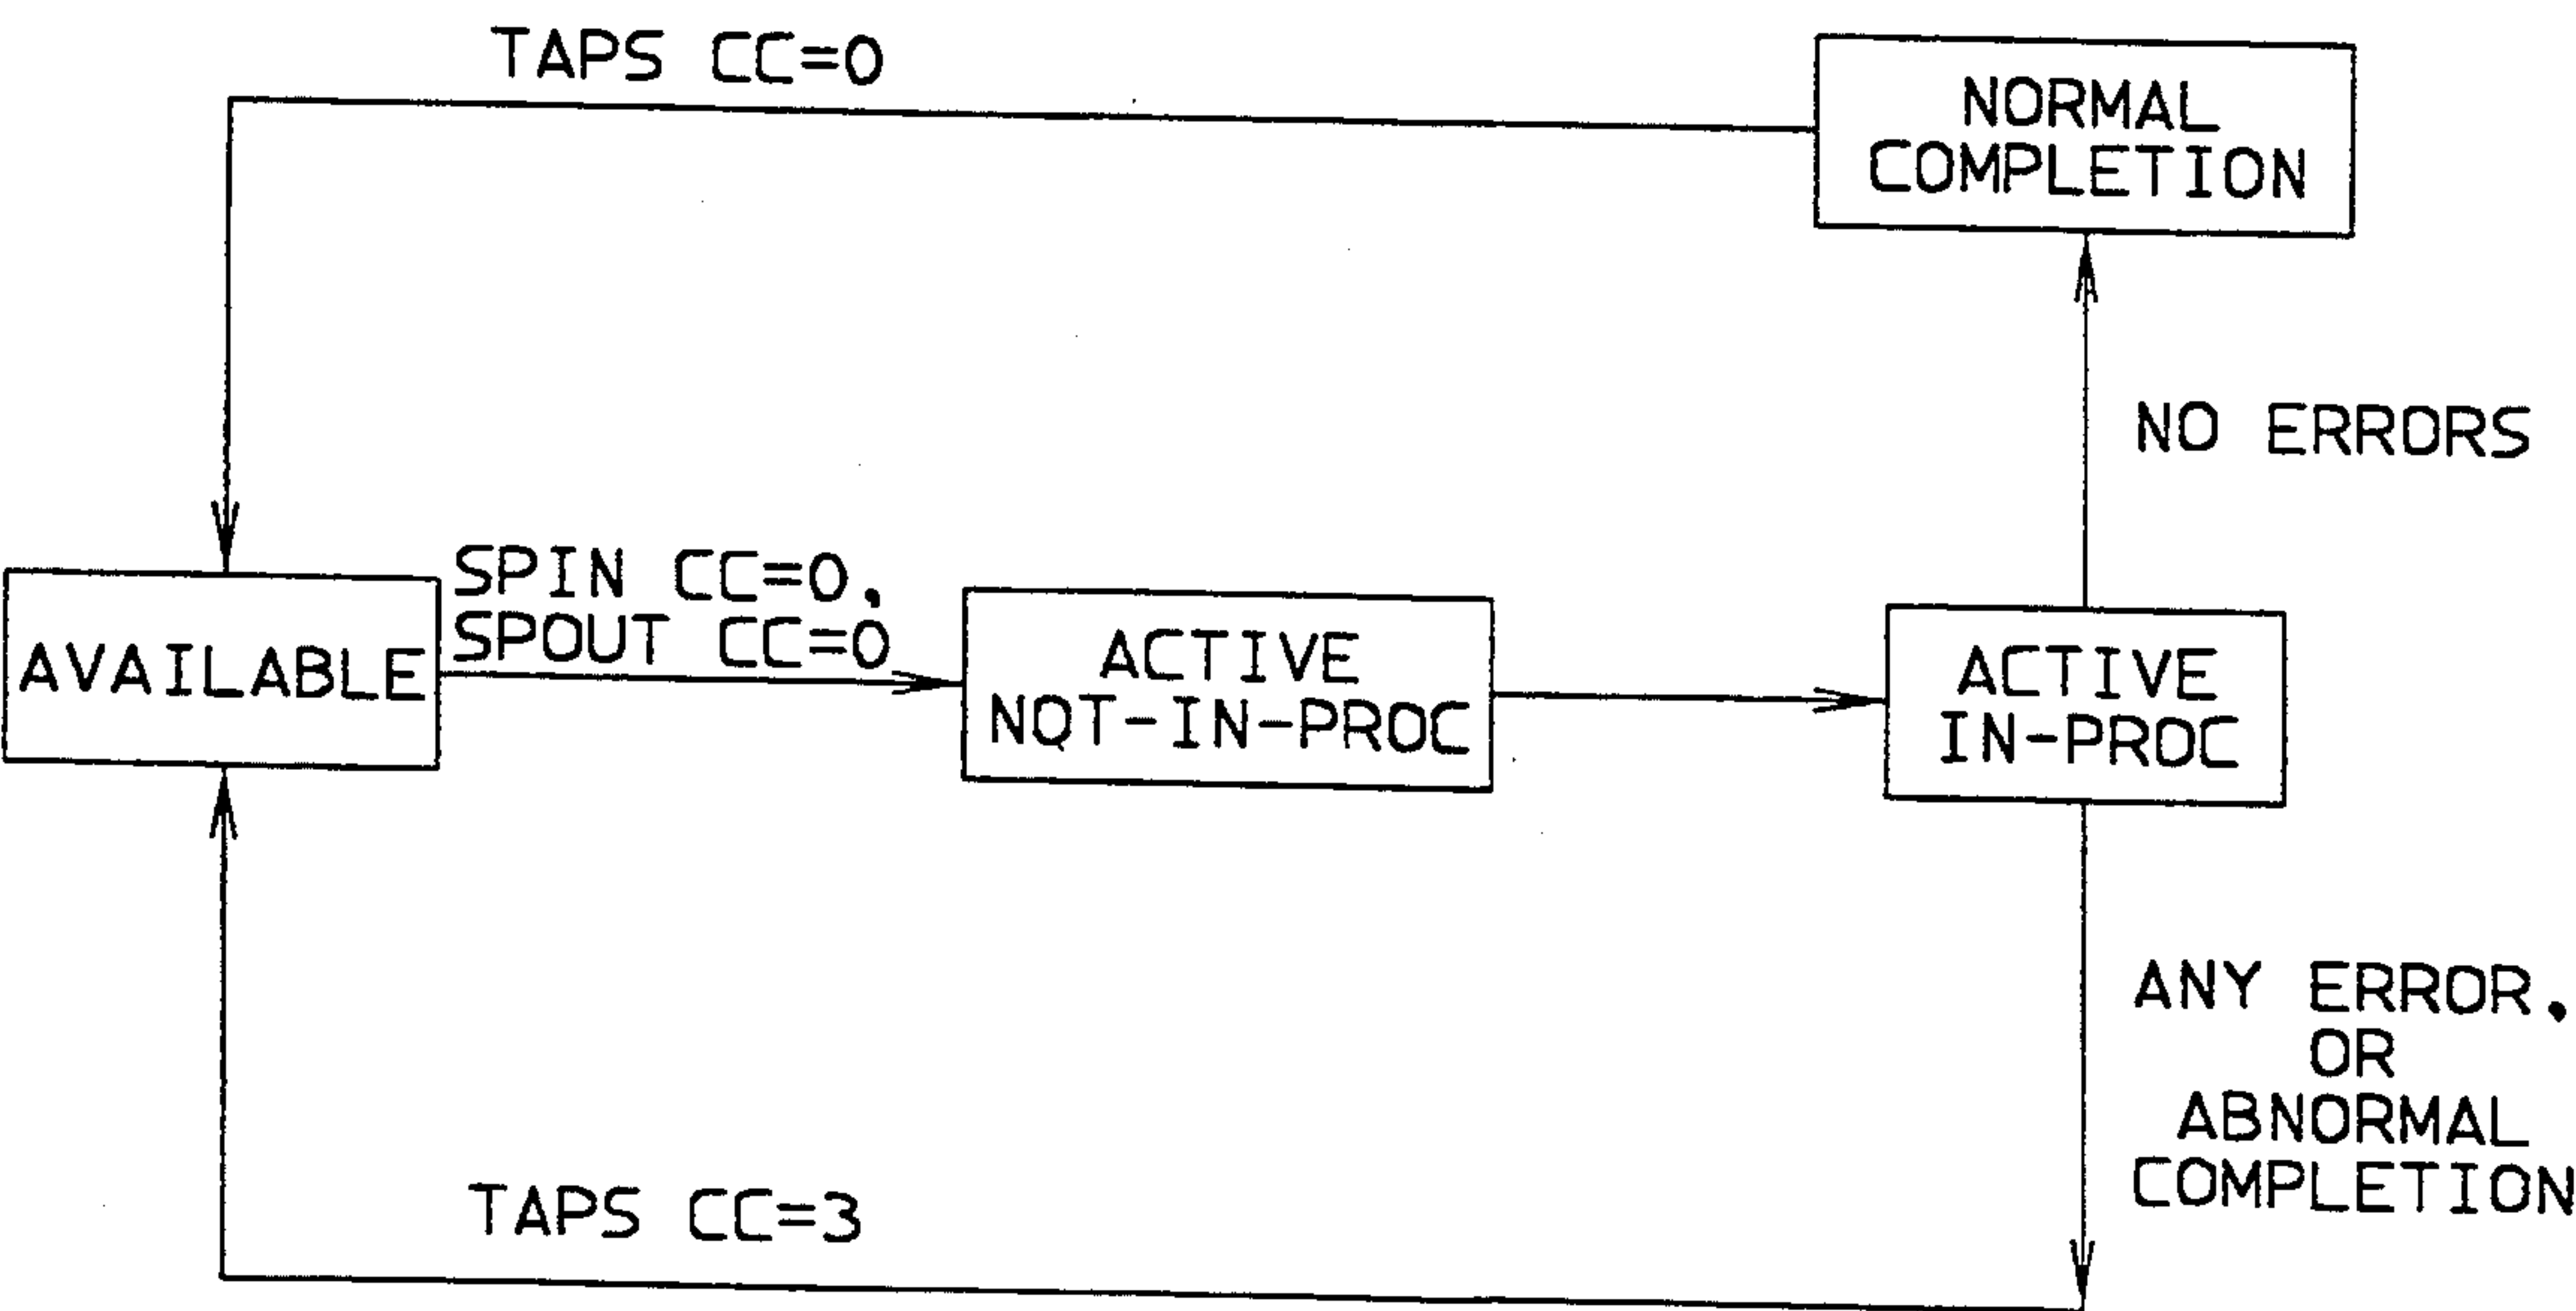 TAPS CC=0
NORMAL
COMPLETION
NO ERRORS
SPIN CC=0,
SPOUT CC=0
AVAILABLE
ACTIVE
NOT-IN-PROC
ACTIVE
IN-PROC
ANY ERROR,
OR
ABNORMAL
COMPLETION
TAPS CC=3